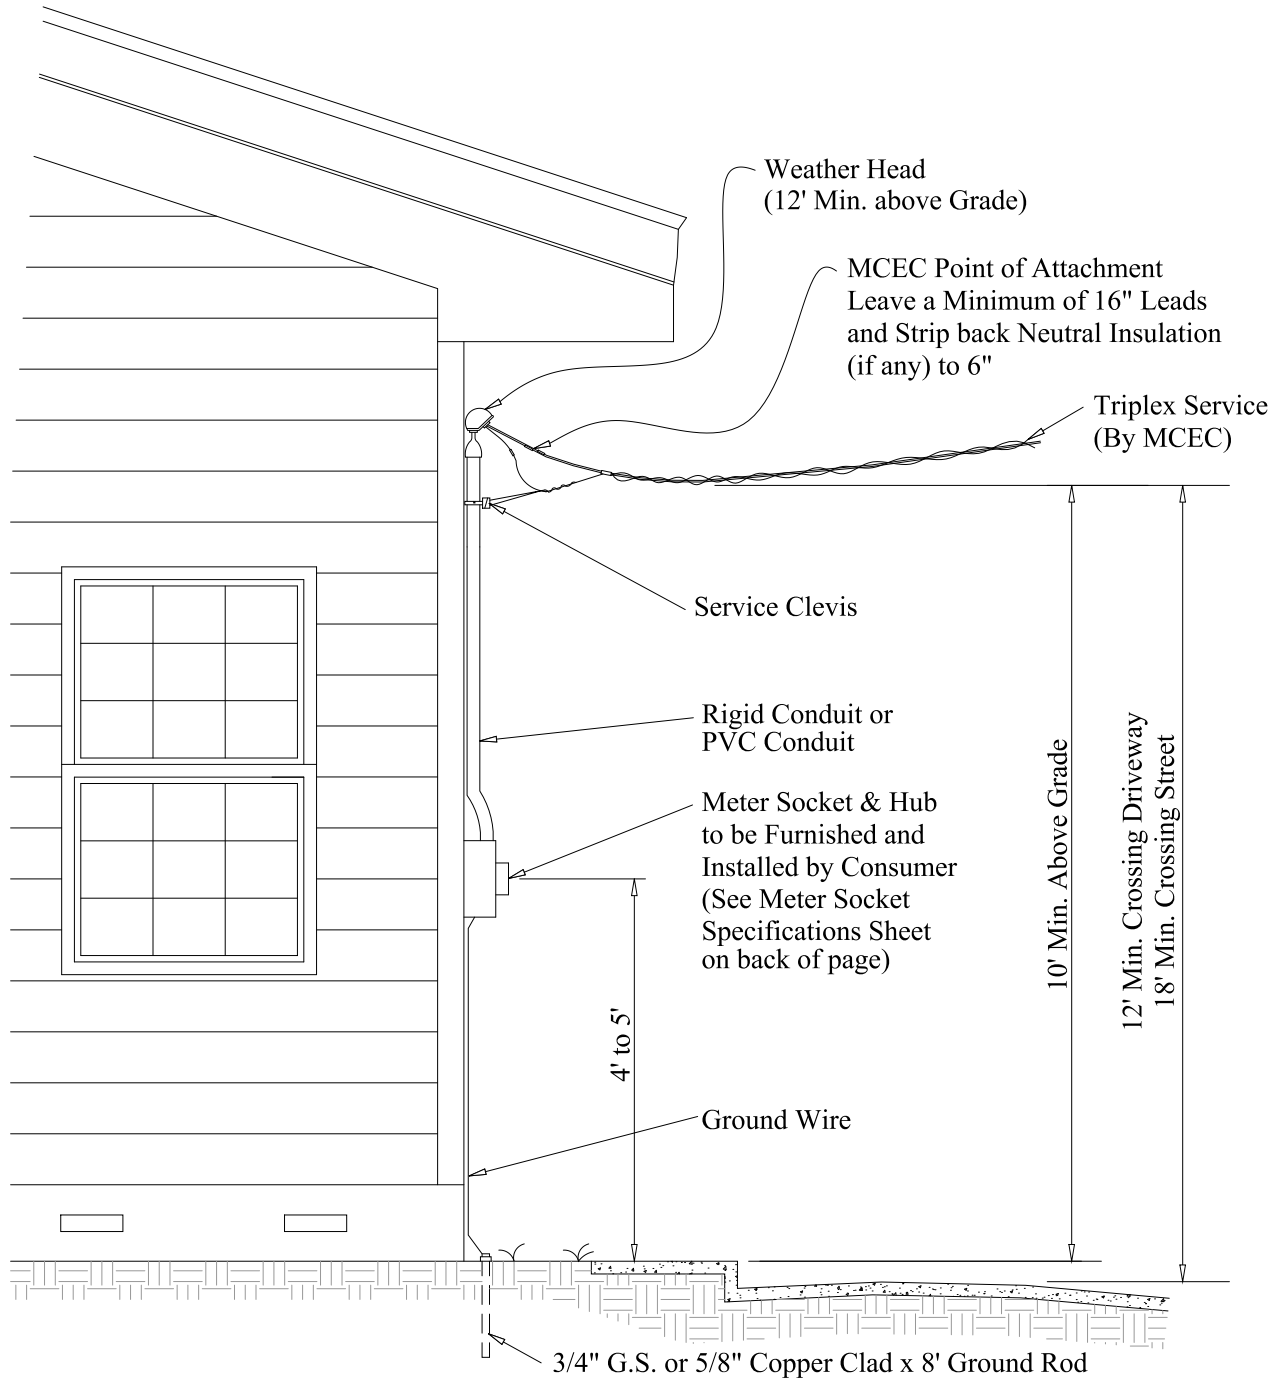 Weather Head
(12' Min. above Grade)
MCEC Point of Attachment
Leave a Minimum of 16" Leads
and Strip back Neutral Insulation
(if any) to 6"
Triplex Service
(By MCEC)
Service Clevis
Rigid Conduit or
PVC Conduit
Meter Socket & Hub
to be Furnished and
Installed by Consumer
(See Meter Socket
Specifications Sheet
on back of page)
10' Min. Above Grade
12' Min. Crossing Driveway
18' Min. Crossing Street
4' to 5'
Ground Wire
3/4" G.S. or 5/8" Copper Clad x 8' Ground Rod